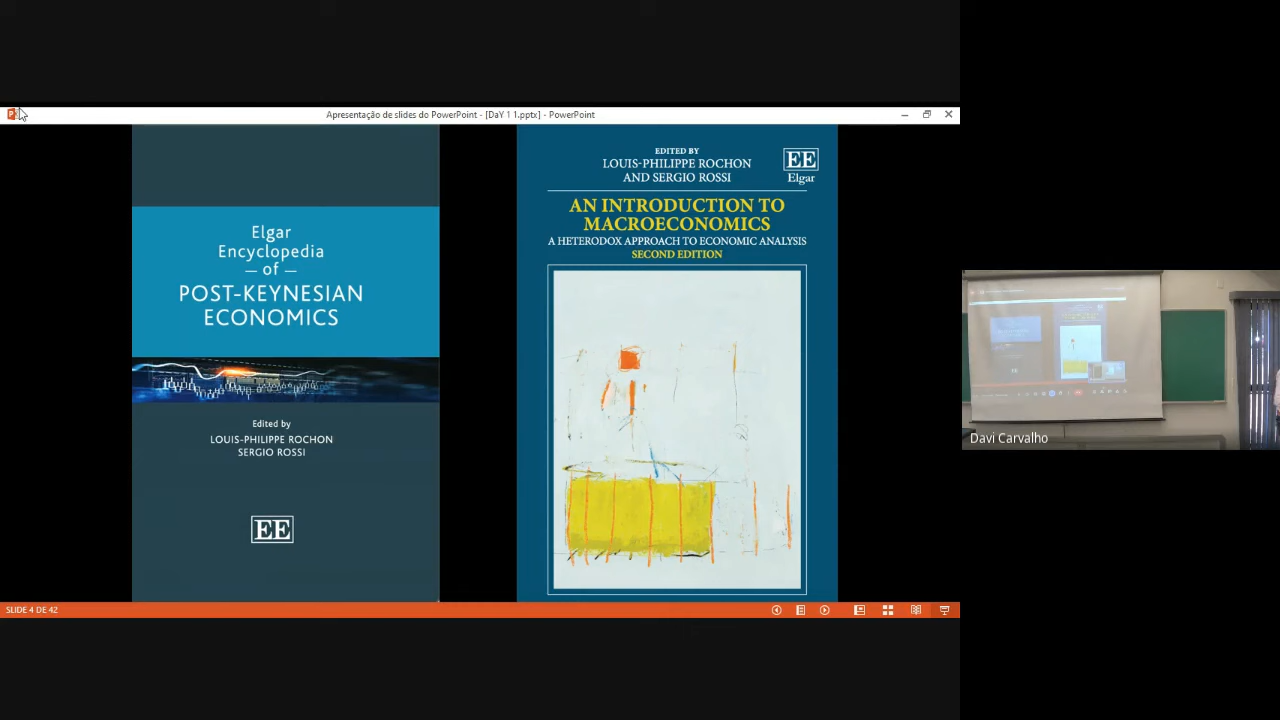 Apresentação de slides do PowerPoint - [DaY 1 1.pptx] - PowerPoint
Elgar
Encyclopedia
— of —
POST-KEYNESIAN
ECONOMICS
Edited by
LOUIS-PHILIPPE ROCHON
SERGIO ROSSI
EE
EDITED BY
LOUIS-PHILIPPE ROCHON
AND SERGIO ROSSI
EE
Elgar
AN INTRODUCTION TO
MACROECONOMICS
A HETERODOX APPROACH TO ECONOMIC ANALYSIS
SECOND EDITION
SLIDE 4 DE 42
Davi Carvalho